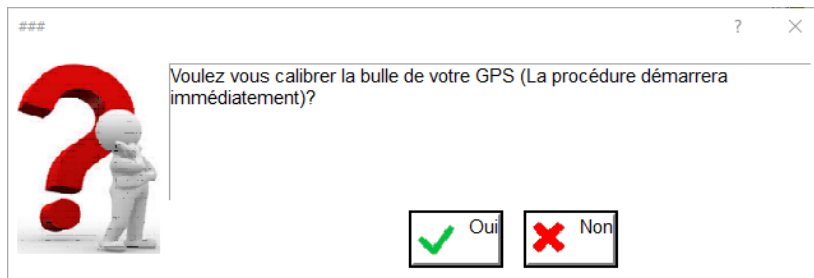 ###
?
Voulez vous calibrer la bulle de votre GPS (La procédure démarrera
immédiatement)?
Oui
Non